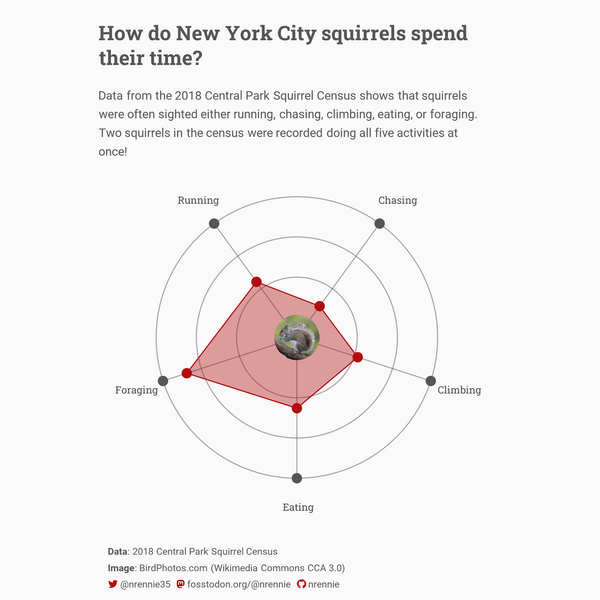 How do New York City squirrels spend
their time?
Data from the 2018 Central Park Squirrel Census shows that squirrels
were often sighted either running, chasing, climbing, eating, or foraging.
Two squirrels in the census were recorded doing all five activities at
once!
Running
Chasing
Foraging
Climbing
Eating
Data: 2018 Central Park Squirrel Census
Image: BirdPhotos.com (Wikimedia Commons CCA 3.0)
@nrennie35 fosstodon.org/@nrennie nrennie